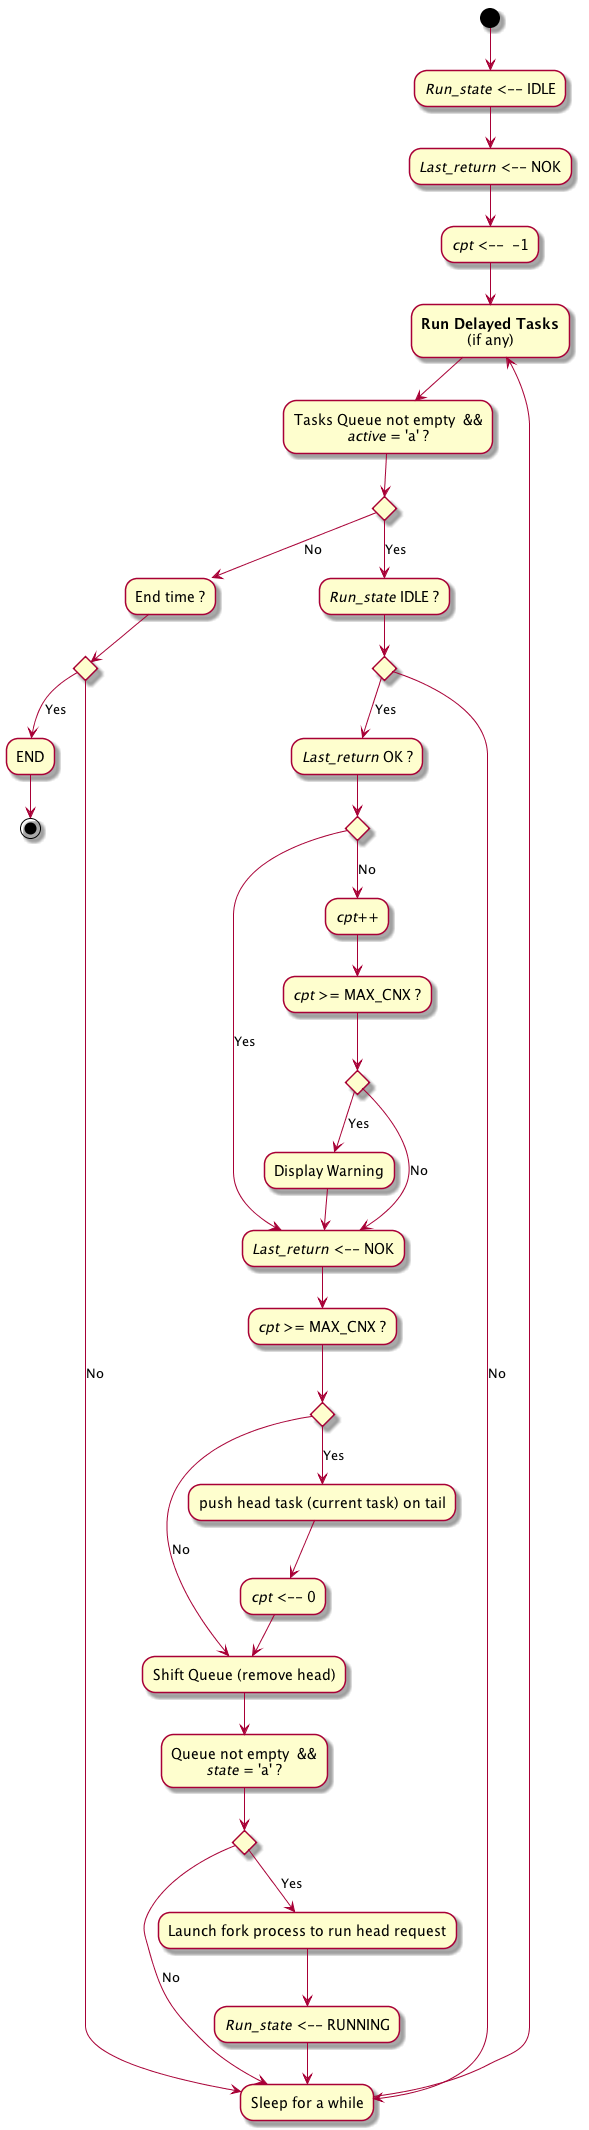 Run_state <-- IDLE
Last_return <-- NOK
cpt <--  -1
Run Delayed Tasks
(if any)
Tasks Queue not empty  &&
active = 'a' ?
No
Yes
End time ?
Run_state IDLE ?
Yes
Yes
END
Last_return OK ?
No
cpt++
cpt >= MAX_CNX ?
Yes
Yes
Display Warning
No
Last_return <-- NOK
cpt >= MAX_CNX ?
No
No
Yes
push head task (current task) on tail
No
cpt <-- 0
Shift Queue (remove head)
Queue not empty  &&
state = 'a' ?
Yes
Launch fork process to run head request
No
Run_state <-- RUNNING
Sleep for a while